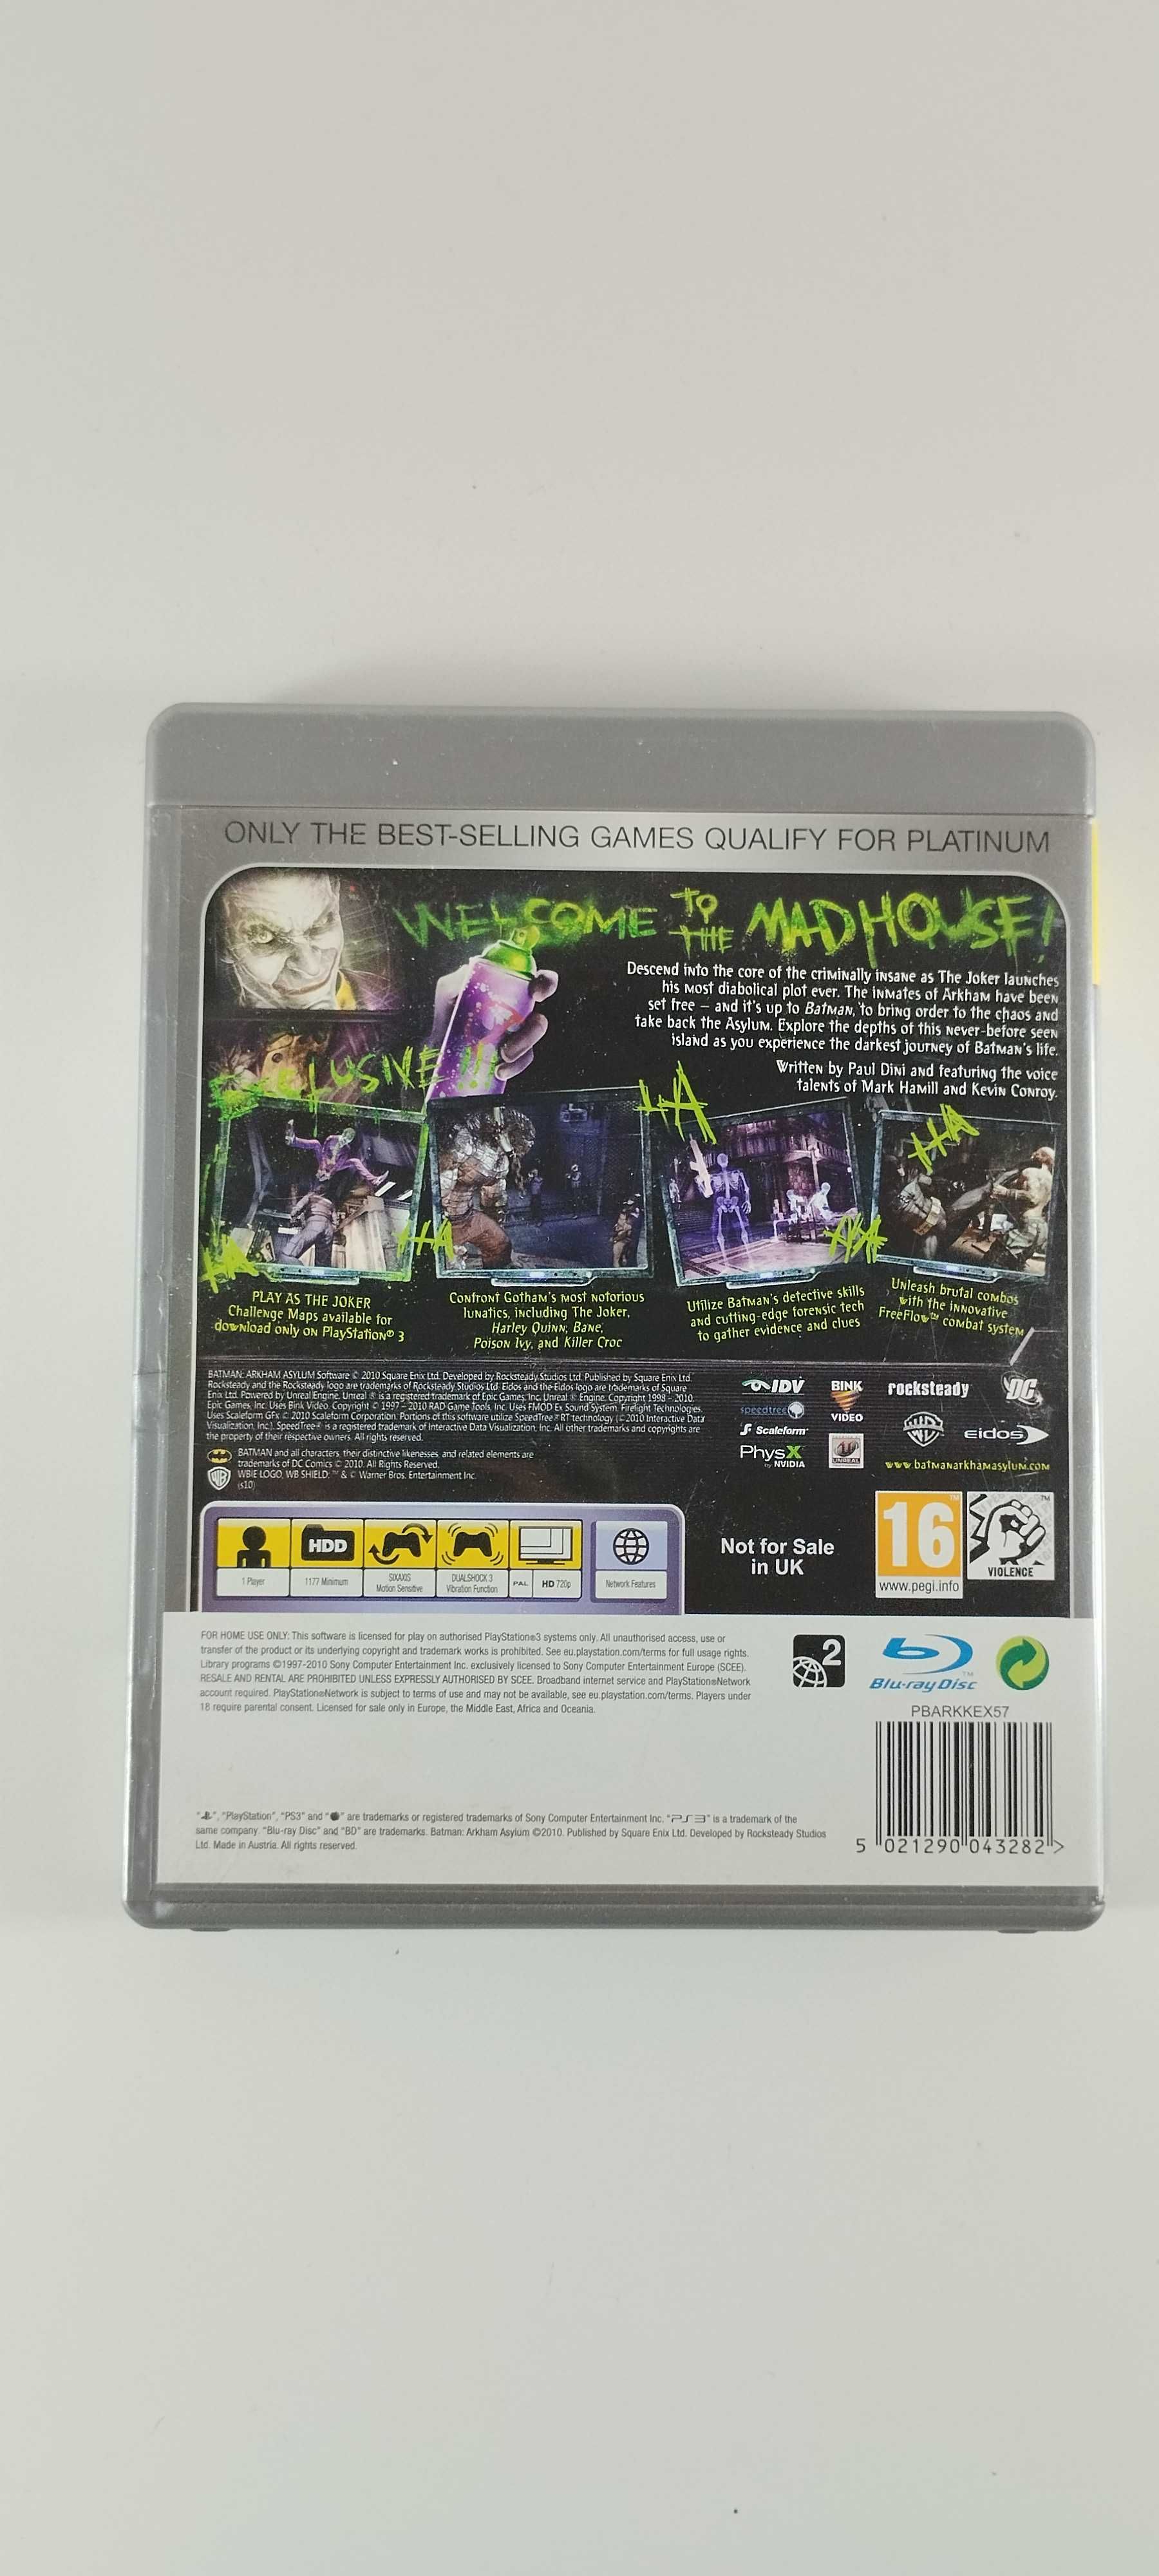 ONLY THE BEST-SELLING GAMES QUALIFY FOR PLATINUM
WELCOME TO THE MADHOUSE!
Descend into the core of the criminally insane as The Joker launches
his most diabolical plot ever. The inmates of Arkham have been
set free – and it's up to Batman, to bring order to the chaos and
take back the Asylum. Explore the depths of this never-before seen
island as you experience the darkest journey of Batman's life.
Written by Paul Dini and featuring the voice
talents of Mark Hamill and Kevin Conroy.
EXCLUSIVE !!!
HA
HA
HA
HA
HA
PLAY AS THE JOKER
Challenge Maps available for
download only on PlayStation® 3
Confront Gotham's most notorious
lunatics, including The Joker,
Harley Quinn, Bane,
Poison Ivy, and Killer Croc
Utilize Batman's detective skills
and cutting-edge forensic tech
to gather evidence and clues
Unleash brutal combos
with the innovative
FreeFlow™ combat system
BATMAN: ARKHAM ASYLUM Software © 2010 Square Enix Ltd. Developed by Rocksteady Studios Ltd. Published by Square Enix Ltd.
Rocksteady and the Rocksteady logo are trademarks of Rocksteady Studios Ltd. Eidos and the Eidos logo are trademarks of Square
Enix Ltd. Powered by Unreal Engine. Unreal ® is a registered trademark of Epic Games, Inc. Unreal ® Engine. Copyright 1998 – 2010.
Epic Games, Inc. Uses Bink Video. Copyright © 1997 – 2010 RAD Game Tools, Inc. Uses FMOD Ex Sound System. Firelight Technologies.
Uses Scaleform GFx © 2010 Scaleform Corporation. Portions of this software utilize SpeedTree®RT technology (©2010 Interactive Data
Visualization, Inc.). SpeedTree® is a registered trademark of Interactive Data Visualization, Inc. All other trademarks and copyrights are
the property of their respective owners. All rights reserved.
BATMAN and all characters, their distinctive likenesses, and related elements are
trademarks of DC Comics © 2010. All Rights Reserved.
WBIE LOGO, WB SHIELD: ™ & © Warner Bros. Entertainment Inc.
(s10)
IDV
BINK VIDEO
rocksteady
DC
speedtree
Scaleform
WB
eidos
PhysX by NVIDIA
UNREAL
www.batmanarkhamasylum.com
HDD
1 Player
1177 Minimum
SIXAXIS Motion Sensitive
DUALSHOCK 3 Vibration Function
PAL
HD 720p
Network Features
Not for Sale
in UK
16
www.pegi.info
VIOLENCE
FOR HOME USE ONLY: This software is licensed for play on authorised PlayStation®3 systems only. All unauthorised access, use or
transfer of the product or its underlying copyright and trademark works is prohibited. See eu.playstation.com/terms for full usage rights.
Library programs ©1997-2010 Sony Computer Entertainment Inc. exclusively licensed to Sony Computer Entertainment Europe (SCEE).
RESALE AND RENTAL ARE PROHIBITED UNLESS EXPRESSLY AUTHORISED BY SCEE. Broadband internet service and PlayStation®Network
account required. PlayStation®Network is subject to terms of use and may not be available, see eu.playstation.com/terms. Players under
18 require parental consent. Licensed for sale only in Europe, the Middle East, Africa and Oceania.
2
Blu-ray Disc™
PBARKKEX57
"", "PlayStation", "PS3" and "" are trademarks or registered trademarks of Sony Computer Entertainment Inc. "PS3" is a trademark of the
same company. "Blu-ray Disc" and "BD" are trademarks. Batman: Arkham Asylum ©2010. Published by Square Enix Ltd. Developed by Rocksteady Studios
Ltd. Made in Austria. All rights reserved.
5 021290 043282 >